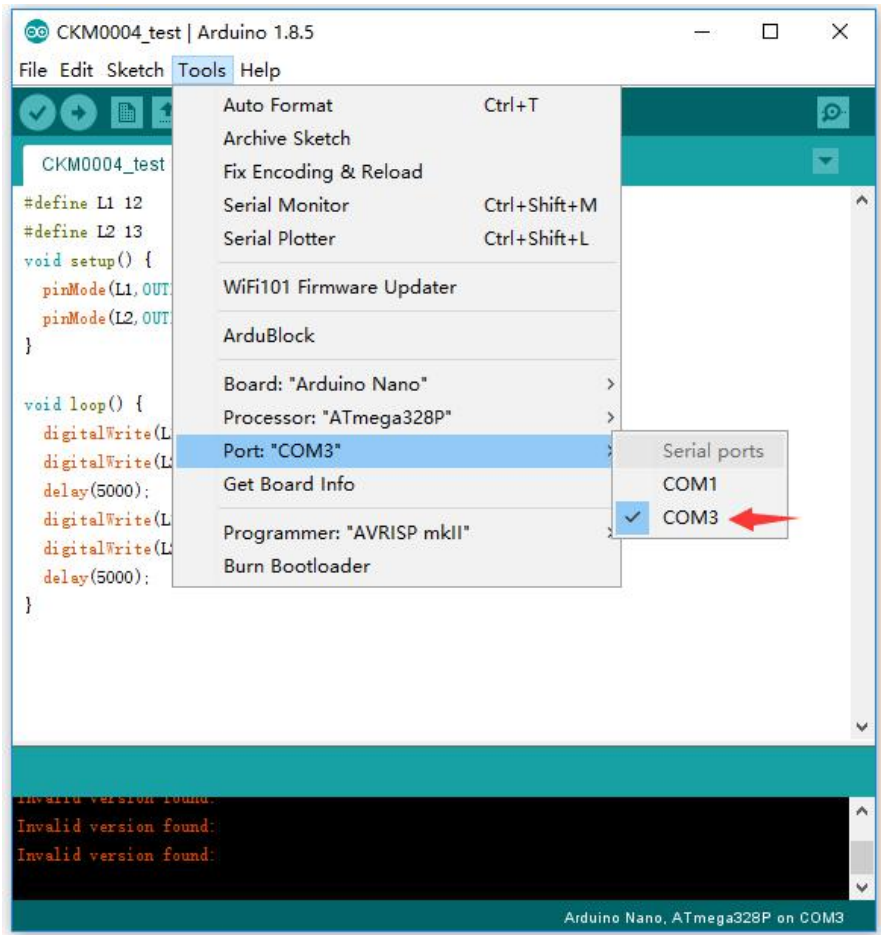 CKM0004_test | Arduino 1.8.5
File Edit Sketch Tools Help
Auto Format Ctrl+T
Archive Sketch
CKM0004_test
Fix Encoding & Reload
Serial Monitor Ctrl+Shift+M
Serial Plotter Ctrl+Shift+L
WiFi101 Firmware Updater
ArduBlock
Board: "Arduino Nano"
Processor: "ATmega328P"
Port: "COM3"
Get Board Info
Programmer: "AVRISP mkII"
Burn Bootloader
Serial ports
COM1
COM3
#define L1 12
#define L2 13
void setup() {
pinMode(L1,OUT
pinMode(L2,OUT
}
void loop() {
digitalWrite(L
digitalWrite(L
delay(5000);
digitalWrite(L
digitalWrite(L
delay(5000);
}
Invalid version found:
Invalid version found:
Invalid version found:
Arduino Nano, ATmega328P on COM3